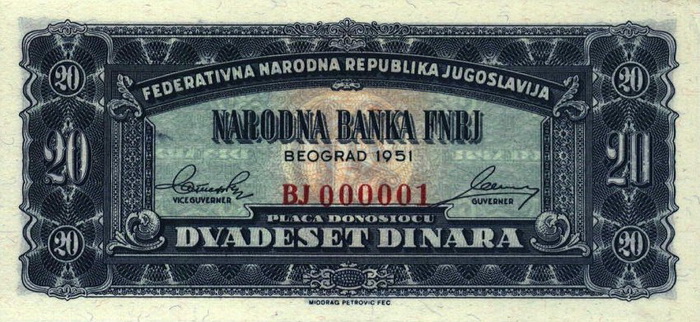 20 20
FEDERATIVNA NARODNA REPUBLIKA JUGOSLAVIJA
NARODNA BANKA FNRJ
BEOGRAD 1951
20 20
BJ 000001
VICEGUVERNER GUVERNER
PLAĆA DONOSIOCU
20 DVADESET DINARA 20
MIODRAG PETROVIĆ FEC.